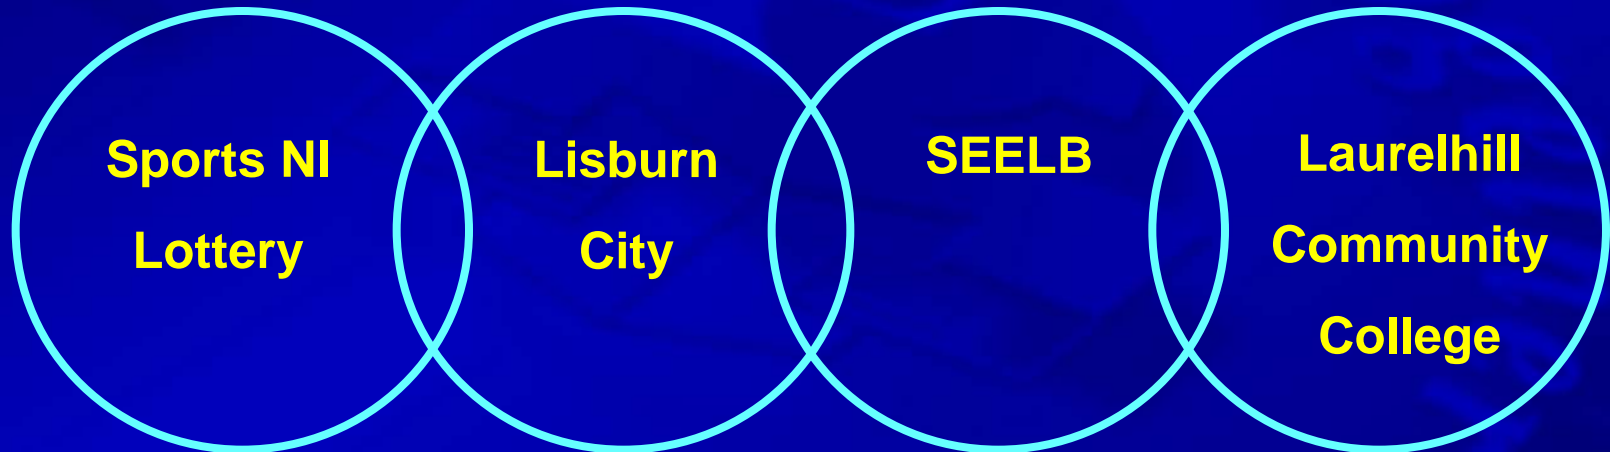 Sports NI
Lottery
Lisburn
City
SEELB
Laurelhill
Community
College